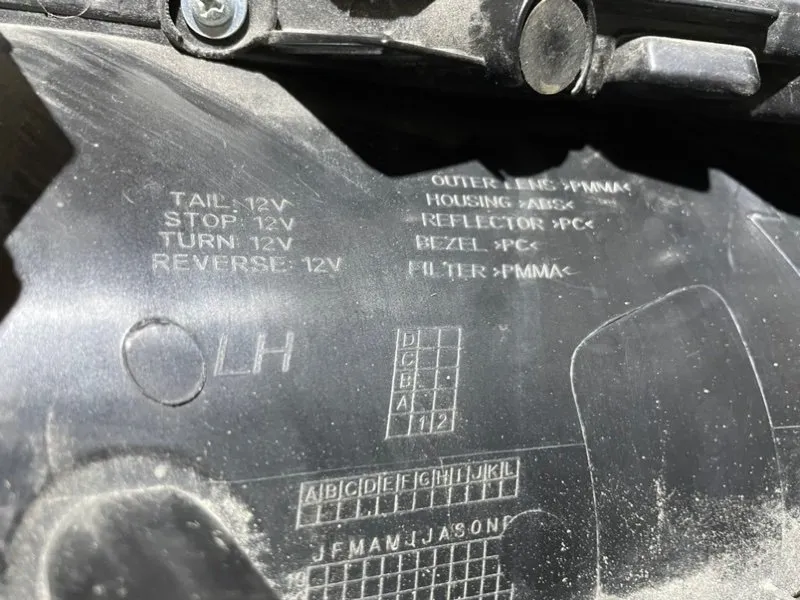 TAIL: 12V
STOP: 12V
TURN: 12V
REVERSE: 12V
OUTER LENS >PMMA<
HOUSING >ABS<
REFLECTOR >PC<
BEZEL >PC<
FILTER >PMMA<
LH
D
C
B
A
1 2
A B C D E F G H I J K L
J F M A M J J A S O N D
19